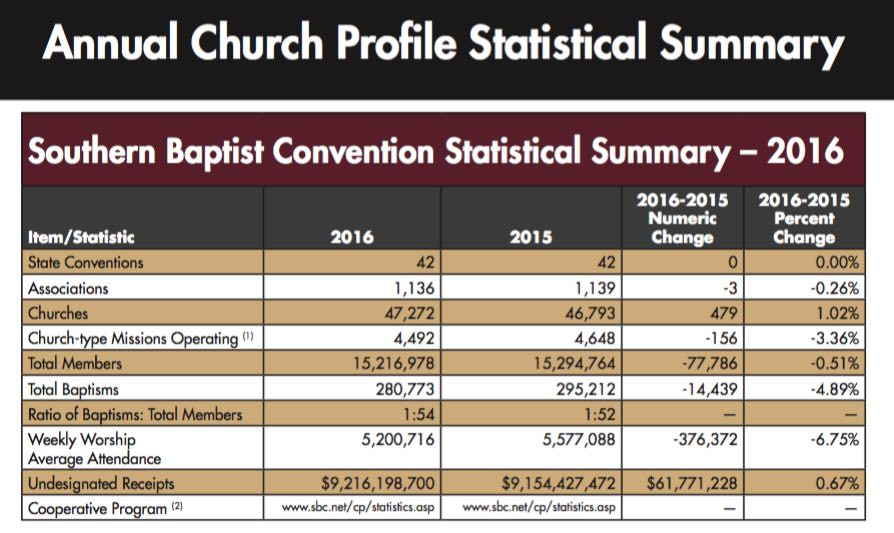 Annual Church Profile Statistical Summary
Southern Baptist Convention Statistical Summary – 2016
Item/Statistic 2016 2015 2016-2015 Numeric Change 2016-2015 Percent Change
State Conventions 42 42 0 0.00%
Associations 1,136 1,139 -3 -0.26%
Churches 47,272 46,793 479 1.02%
Church-type Missions Operating (1) 4,492 4,648 -156 -3.36%
Total Members 15,216,978 15,294,764 -77,786 -0.51%
Total Baptisms 280,773 295,212 -14,439 -4.89%
Ratio of Baptisms: Total Members 1:54 1:52 – –
Weekly Worship Average Attendance 5,200,716 5,577,088 -376,372 -6.75%
Undesignated Receipts $9,216,198,700 $9,154,427,472 $61,771,228 0.67%
Cooperative Program (2) www.sbc.net/cp/statistics.asp www.sbc.net/cp/statistics.asp – –